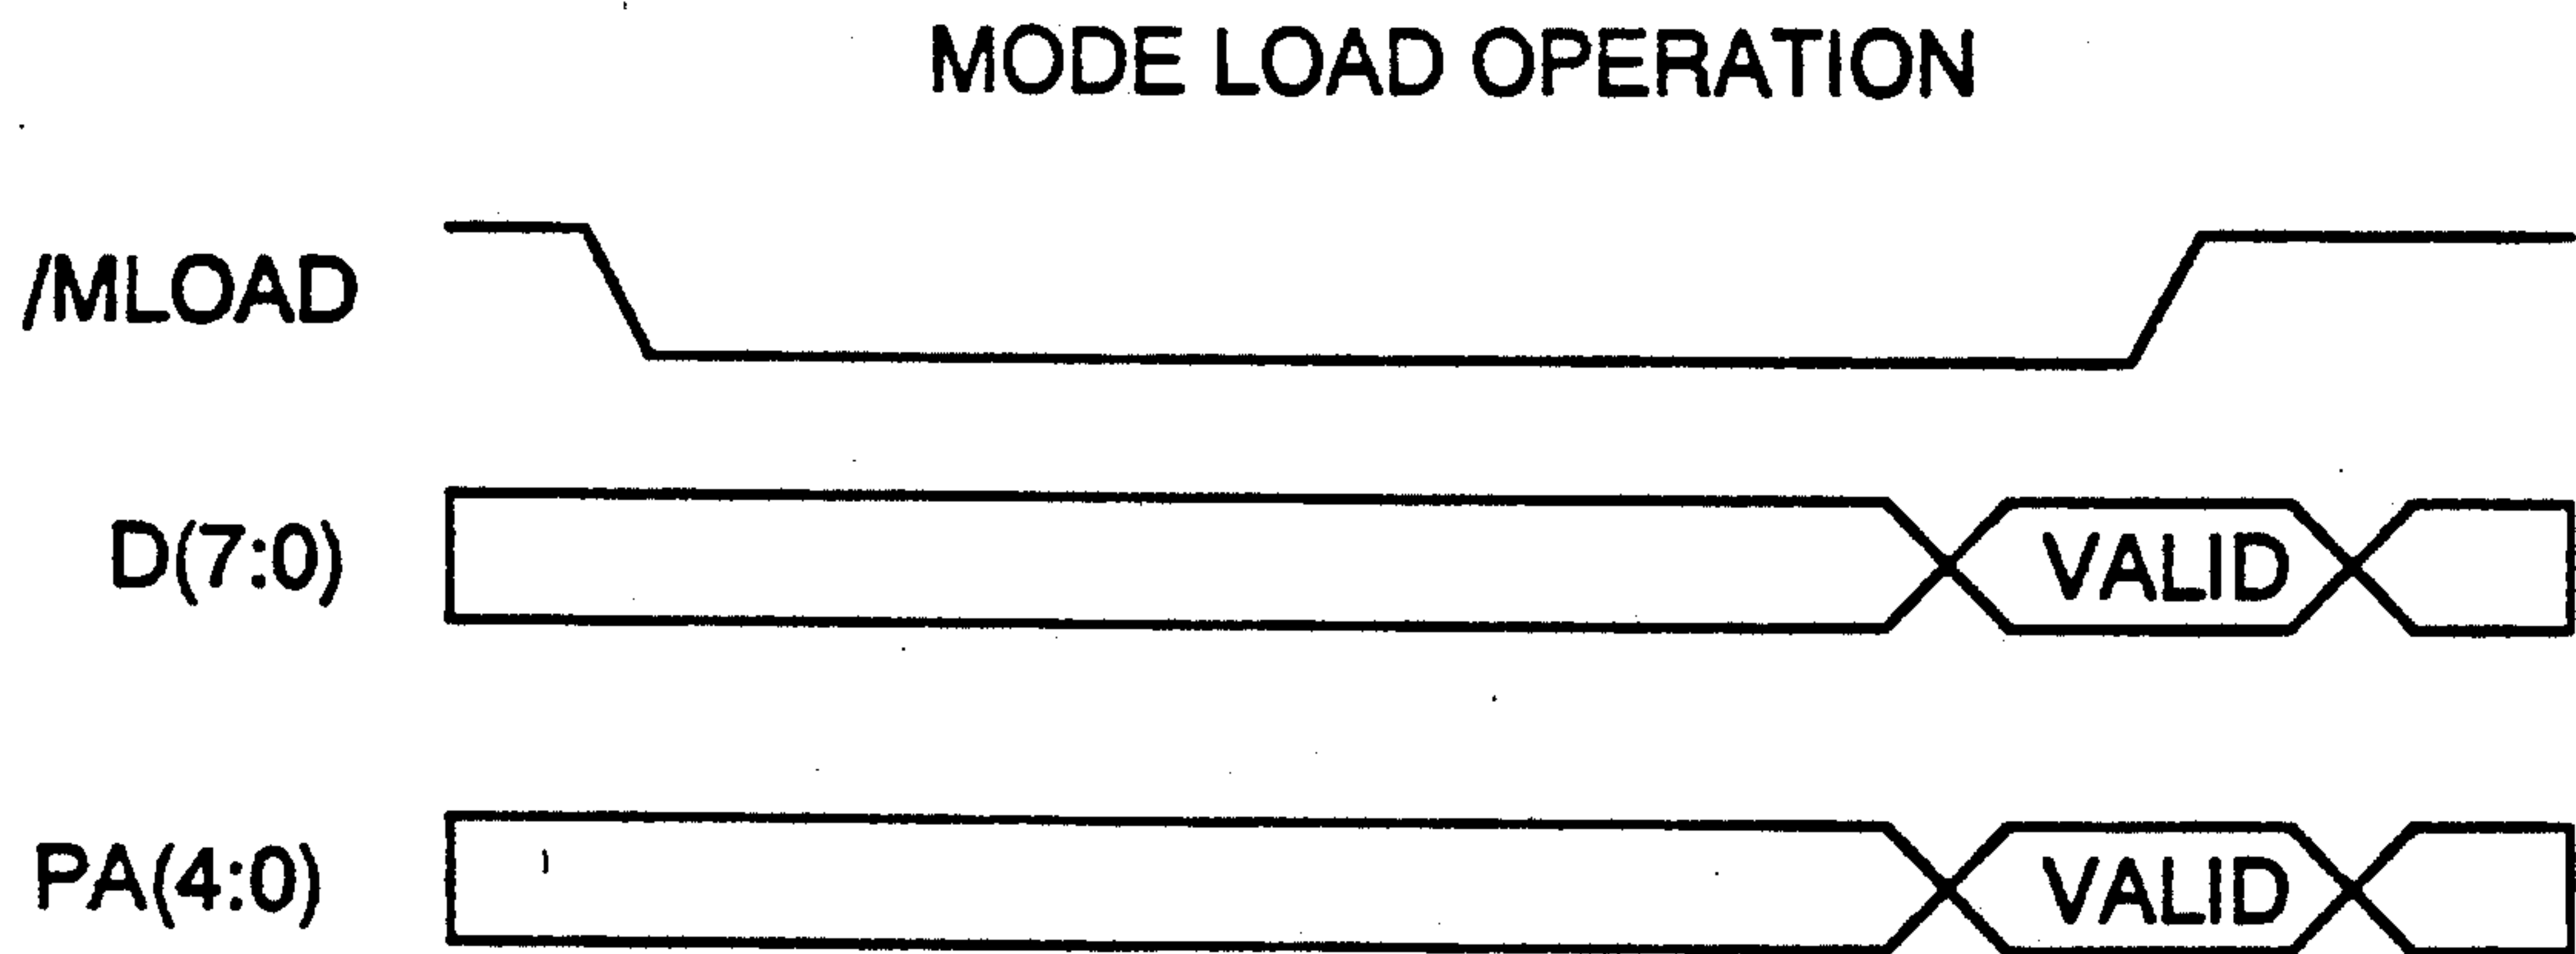 MODE LOAD OPERATION
/MLOAD
D(7:0)
VALID
PA(4:0)
VALID